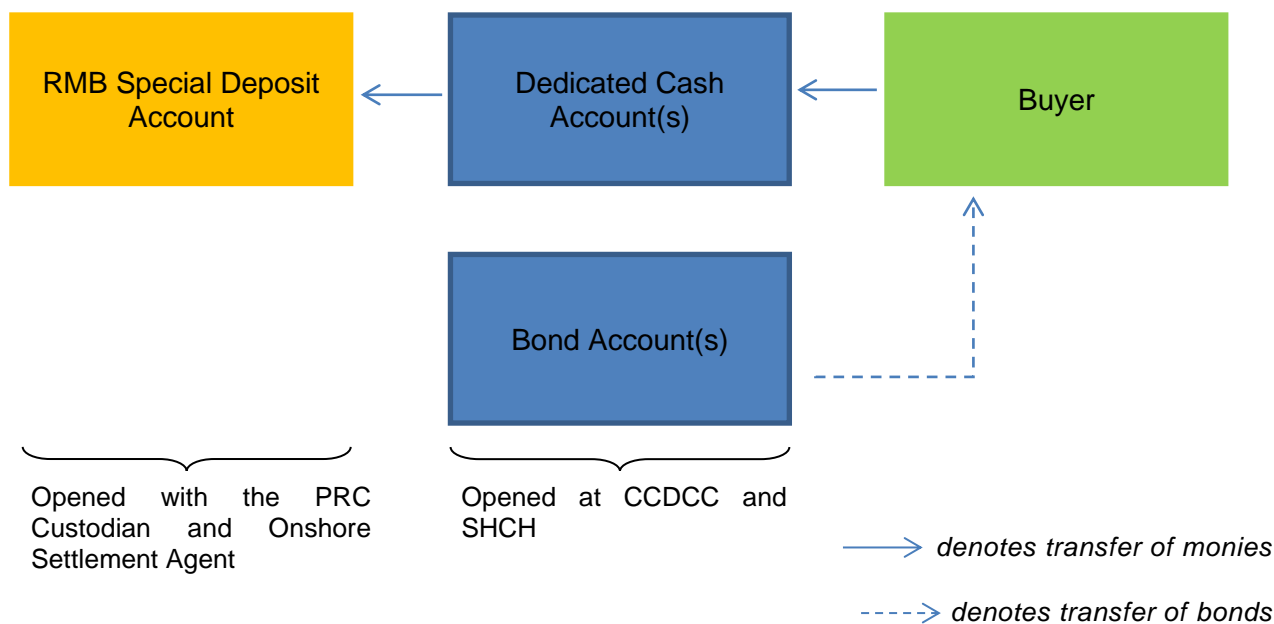 RMB Special Deposit
Account
Dedicated Cash
Account(s)
Buyer
Bond Account(s)
Opened with the PRC
Custodian and Onshore
Settlement Agent
Opened at CCDCC and
SHCH
denotes transfer of monies
denotes transfer of bonds